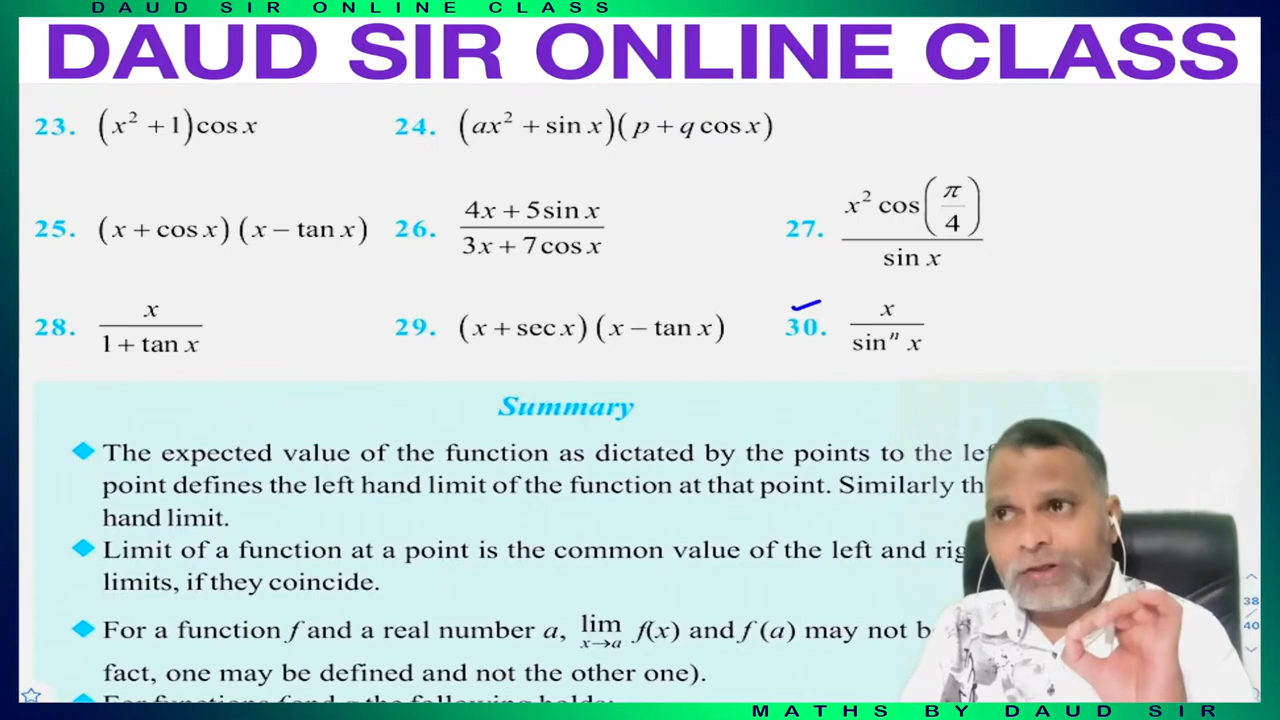 DAUD SIR ONLINE CLASS
DAUD SIR ONLINE CLASS
23. (x² + 1) cos x 24. (ax² + sin x)(p + q cos x)
25. (x + cos x) (x − tan x) 26. (4x + 5 sin x)/(3x + 7 cos x) 27. (x² cos(π/4))/(sin x)
28. x/(1 + tan x) 29. (x + sec x) (x − tan x) 30. x/(sinⁿ x)
Summary
◆ The expected value of the function as dictated by the points to the
point defines the left hand limit of the function at that point. Similarly
hand limit.
◆ Limit of a function at a point is the common value of the left and
limits, if they coincide.
◆ For a function f and a real number a, lim x→a f(x) and f (a) may not
fact, one may be defined and not the other one).
38
40
MATHS BY DAUD SIR